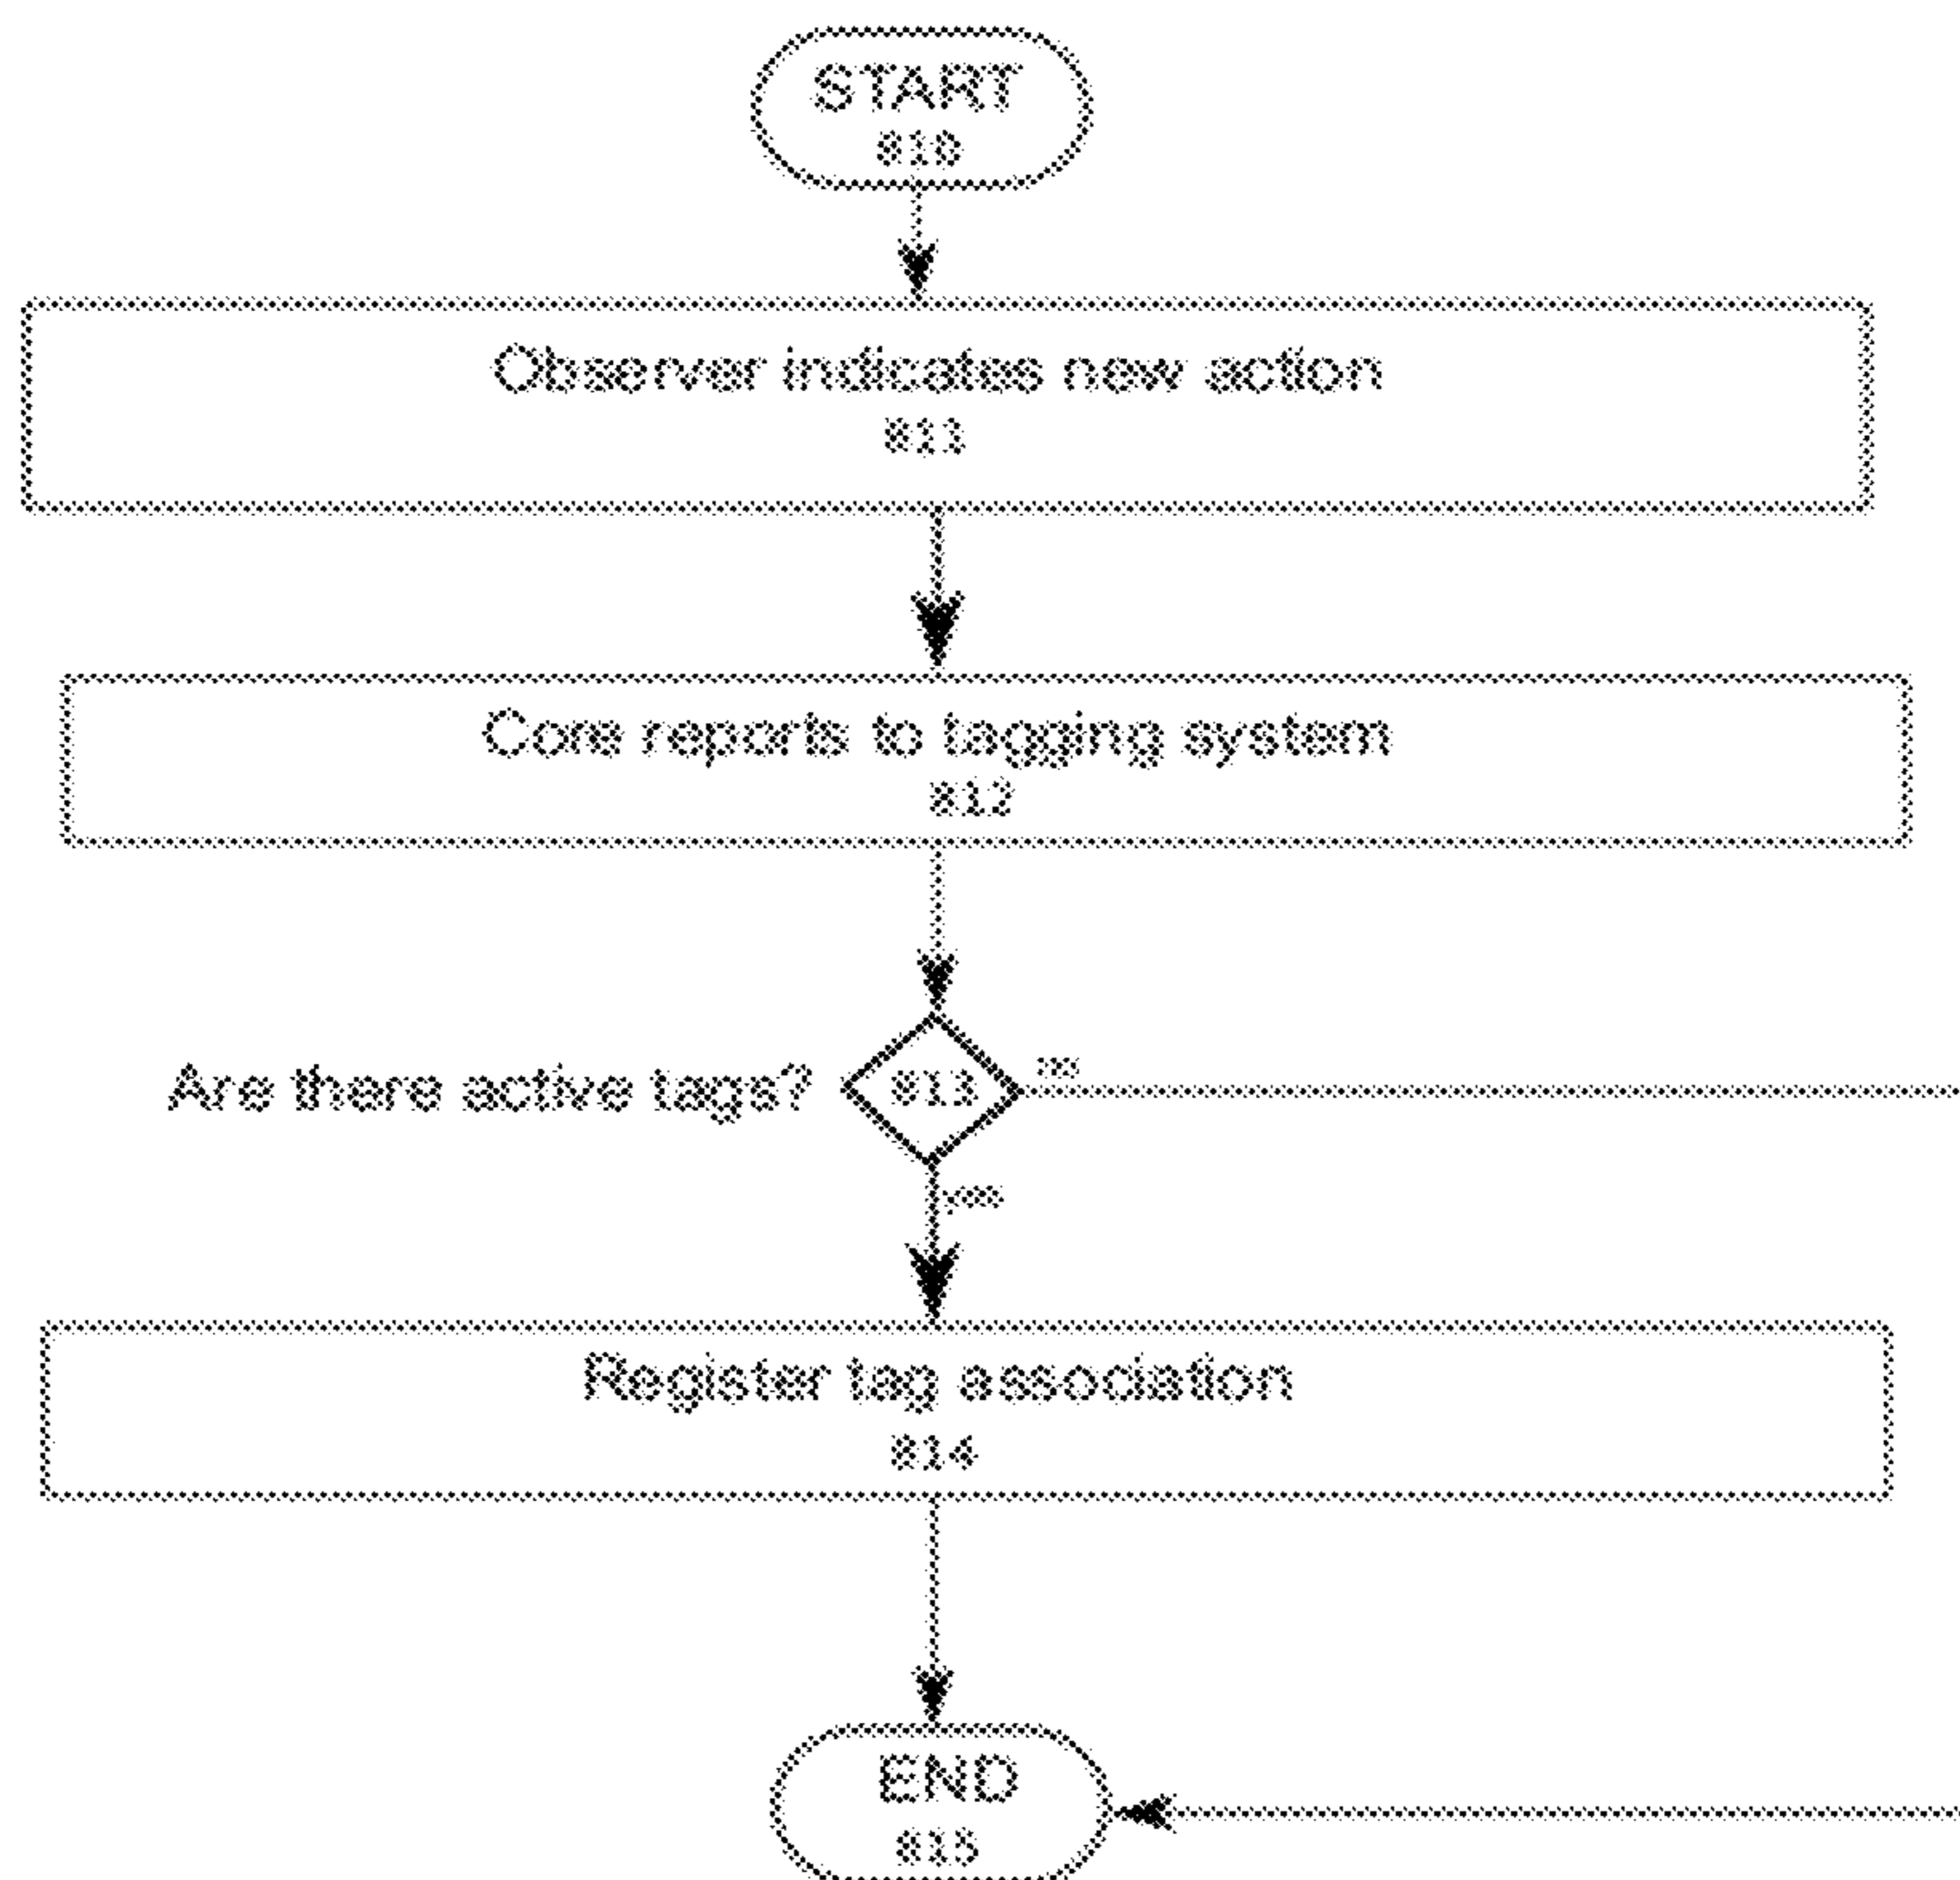 START
810
Observer indicates new action
811
Core reports to tagging system
812
Are there active tags?
813
no
yes
Register tag association
814
END
815